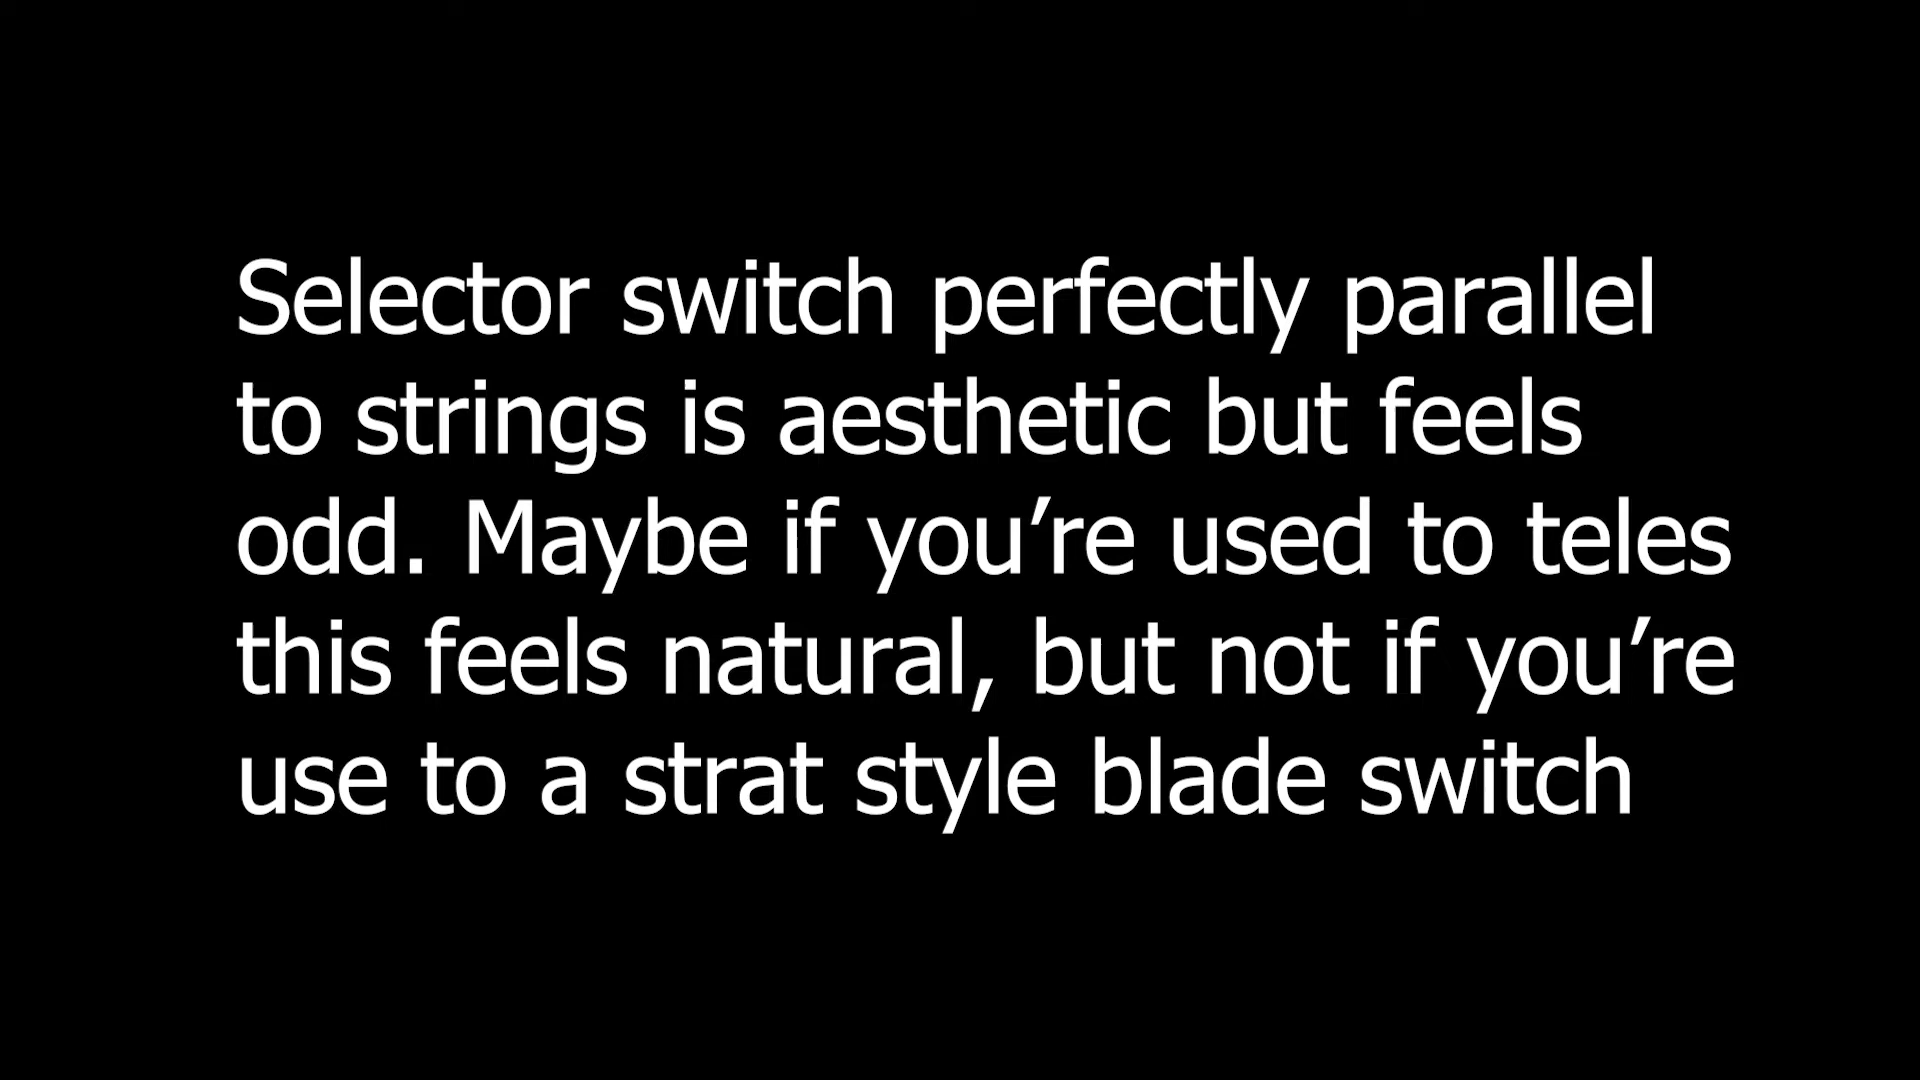 Selector switch perfectly parallel
to strings is aesthetic but feels
odd. Maybe if you’re used to teles
this feels natural, but not if you’re
use to a strat style blade switch